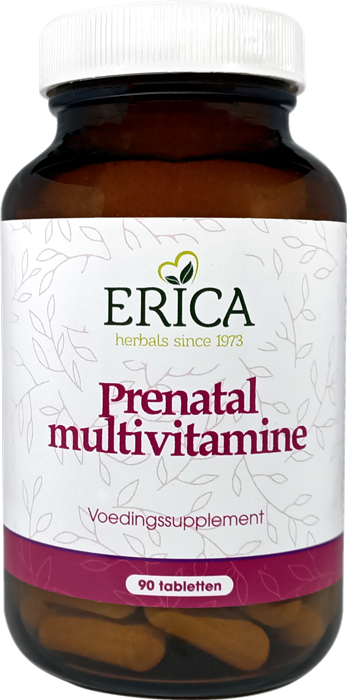 ERICA
herbals since 1973
Prenatal
multivitamine
Voedingssupplement
90 tabletten